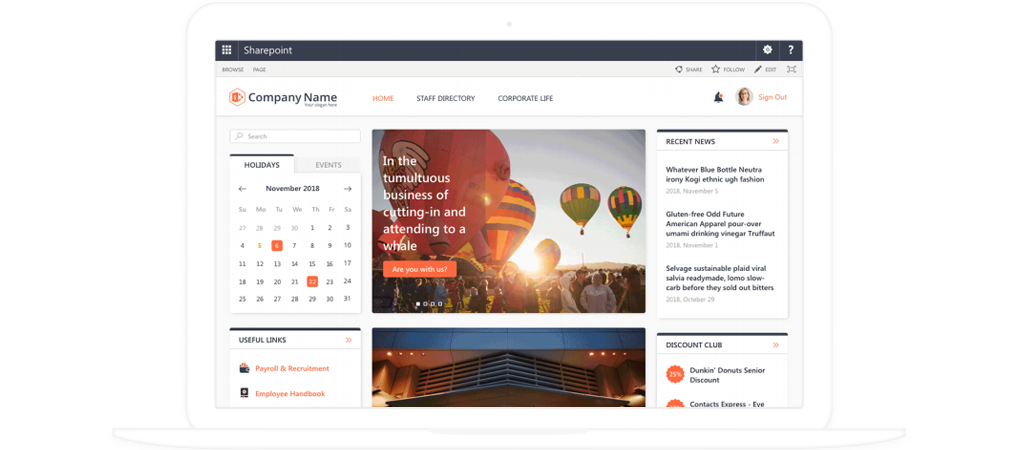 Sharepoint
?
BROWSE PAGE
SHARE FOLLOW EDIT
Company Name
Your slogan here
HOME STAFF DIRECTORY CORPORATE LIFE
Sign Out
Search
HOLIDAYS EVENTS
November 2018
Su Mo Tu We Th Fr Sa
27 28 29 30 1 2 3
4 5 6 7 8 9 10
11 12 13 14 15 16 17
18 19 20 21 22 23 24
25 26 27 28 29 30 31
USEFUL LINKS
Payroll & Recruitment
Employee Handbook
In the
tumultuous
business of
cutting-in and
attending to a
whale
Are you with us?
RECENT NEWS
Whatever Blue Bottle Neutra
irony Kogi ethnic ugh fashion
2018, November 5
Gluten-free Odd Future
American Apparel pour-over
umami drinking vinegar Truffaut
2018, November 1
Selvage sustainable plaid viral
salvia readymade, lomo slow-
carb before they sold out bitters
2018, October 29
DISCOUNT CLUB
25%
Dunkin' Donuts Senior
Discount
Contacts Express - Eye